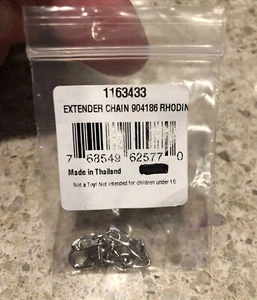 1163433
EXTENDER CHAIN 904186 RHODIN
7 68549 62577 0
Made in Thailand
Not a Toy! Not intended for children under 15